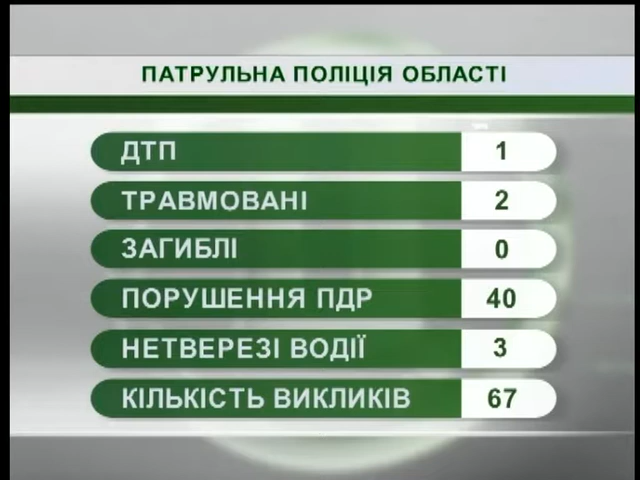 ПАТРУЛЬНА ПОЛІЦІЯ ОБЛАСТІ
ДТП 1
ТРАВМОВАНІ 2
ЗАГИБЛІ 0
ПОРУШЕННЯ ПДР 40
НЕТВЕРЕЗІ ВОДІЇ 3
КІЛЬКІСТЬ ВИКЛИКІВ 67